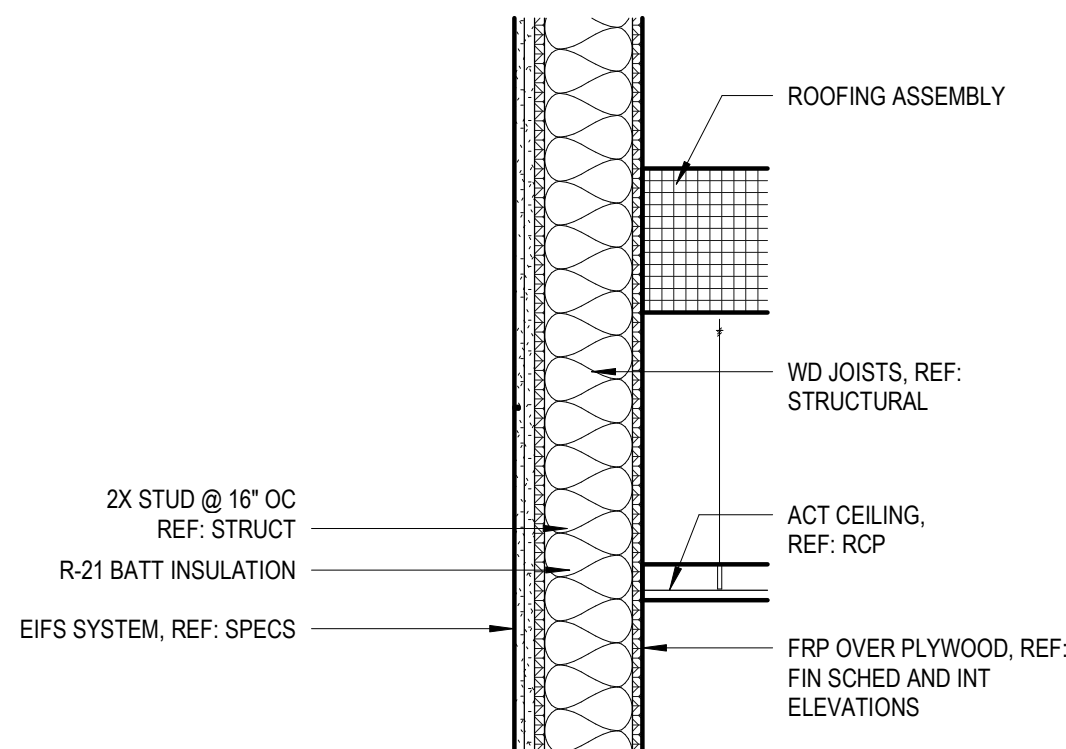 ROOFING ASSEMBLY
WD JOISTS, REF:
STRUCTURAL
2X STUD @ 16" OC
REF: STRUCT
R-21 BATT INSULATION
EIFS SYSTEM, REF: SPECS
ACT CEILING,
REF: RCP
FRP OVER PLYWOOD, REF:
FIN SCHED AND INT
ELEVATIONS